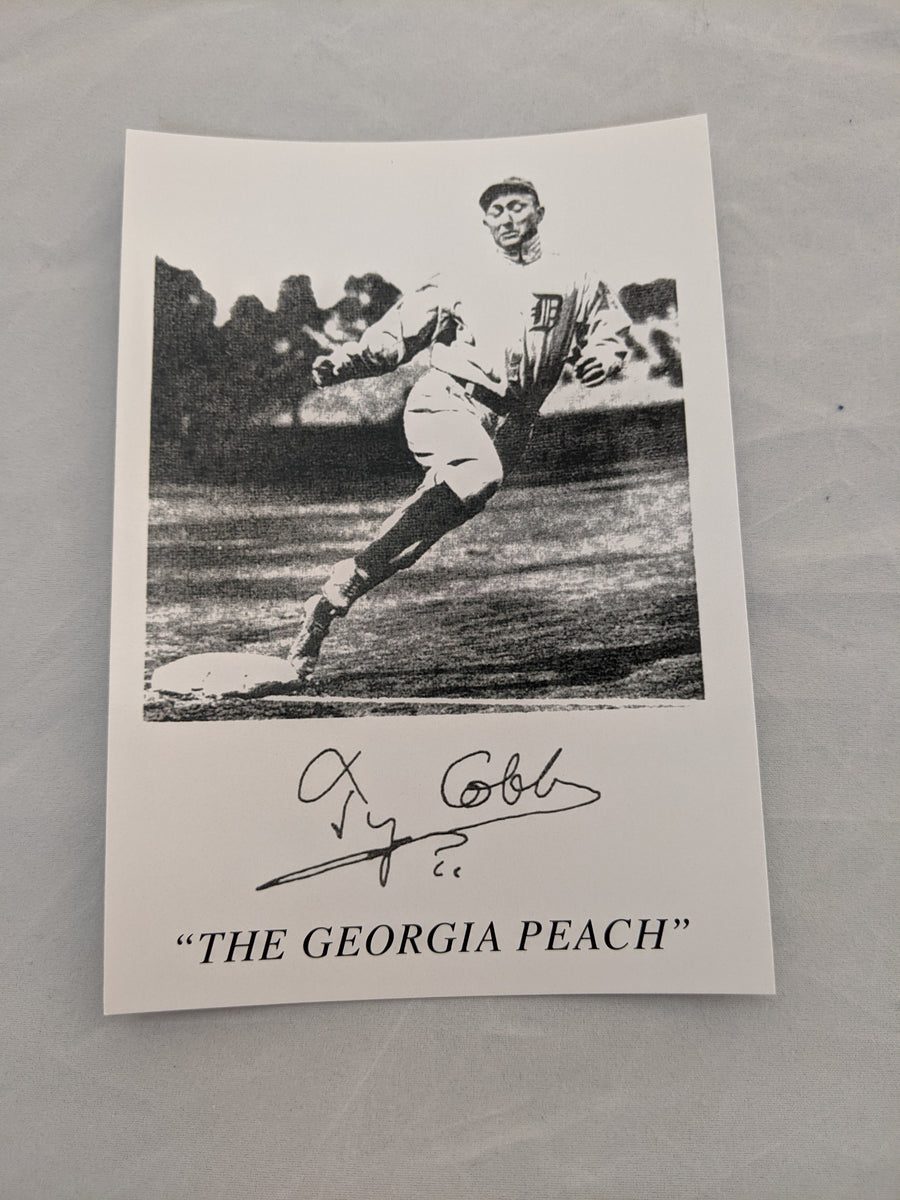 D
Ty Cobb
“THE GEORGIA PEACH”